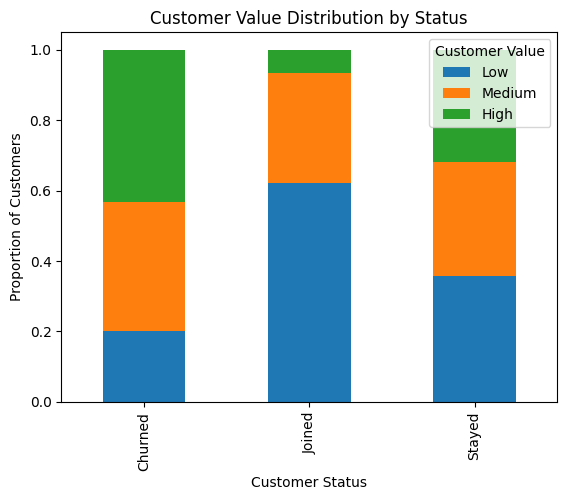 Customer Value Distribution by Status
Proportion of Customers
1.0
0.8
0.6
0.4
0.2
0.0
Customer Value
Low
Medium
High
Churned
Joined
Stayed
Customer Status